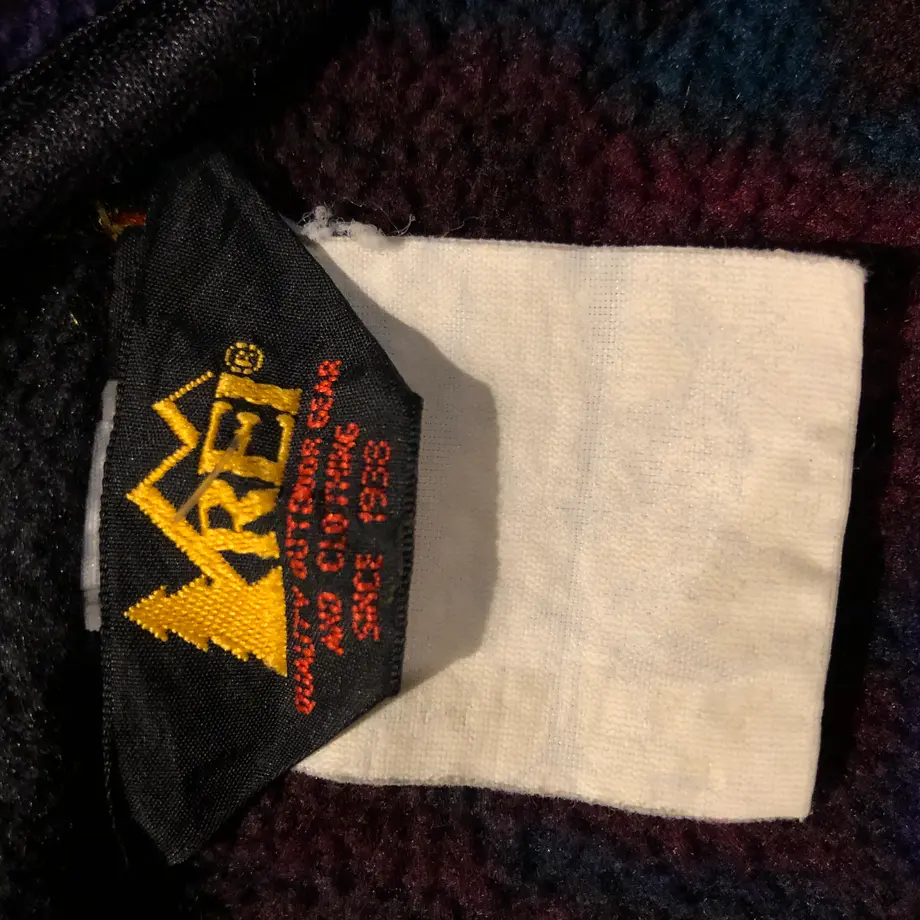 REI®
QUALITY OUTDOOR GEAR
AND CLOTHING
SINCE 1938